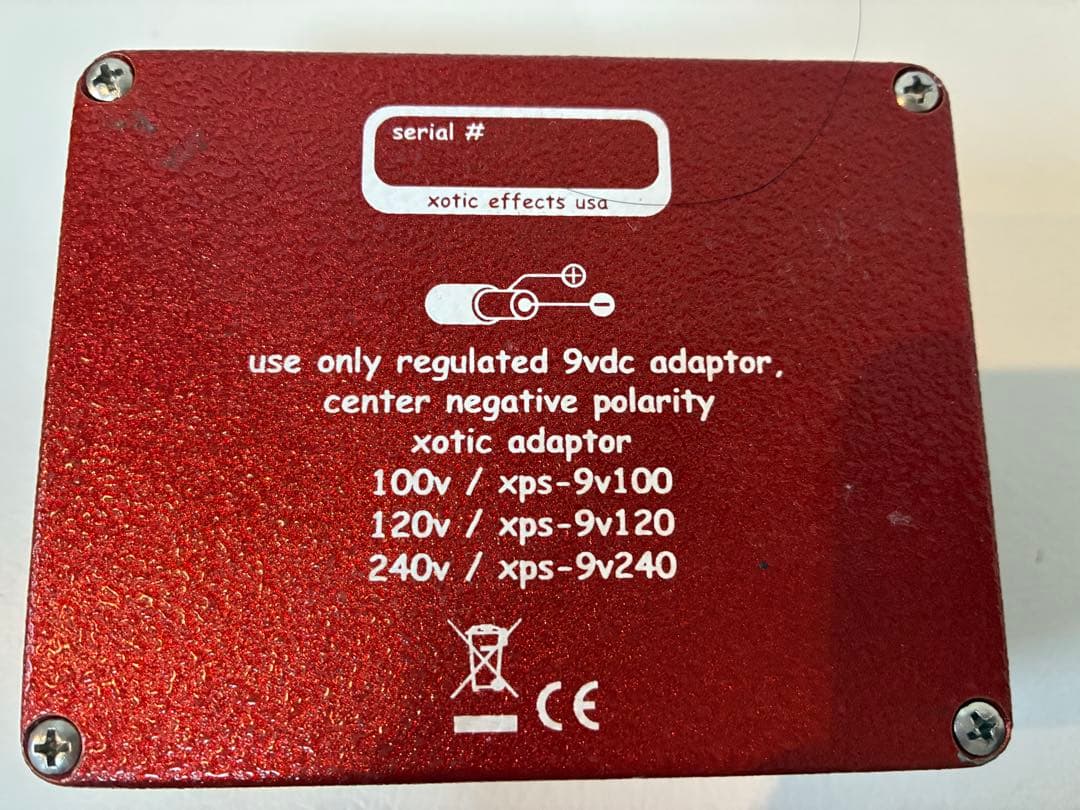 serial #
xotic effects usa
use only regulated 9vdc adaptor,
center negative polarity
xotic adaptor
100v / xps-9v100
120v / xps-9v120
240v / xps-9v240
CE